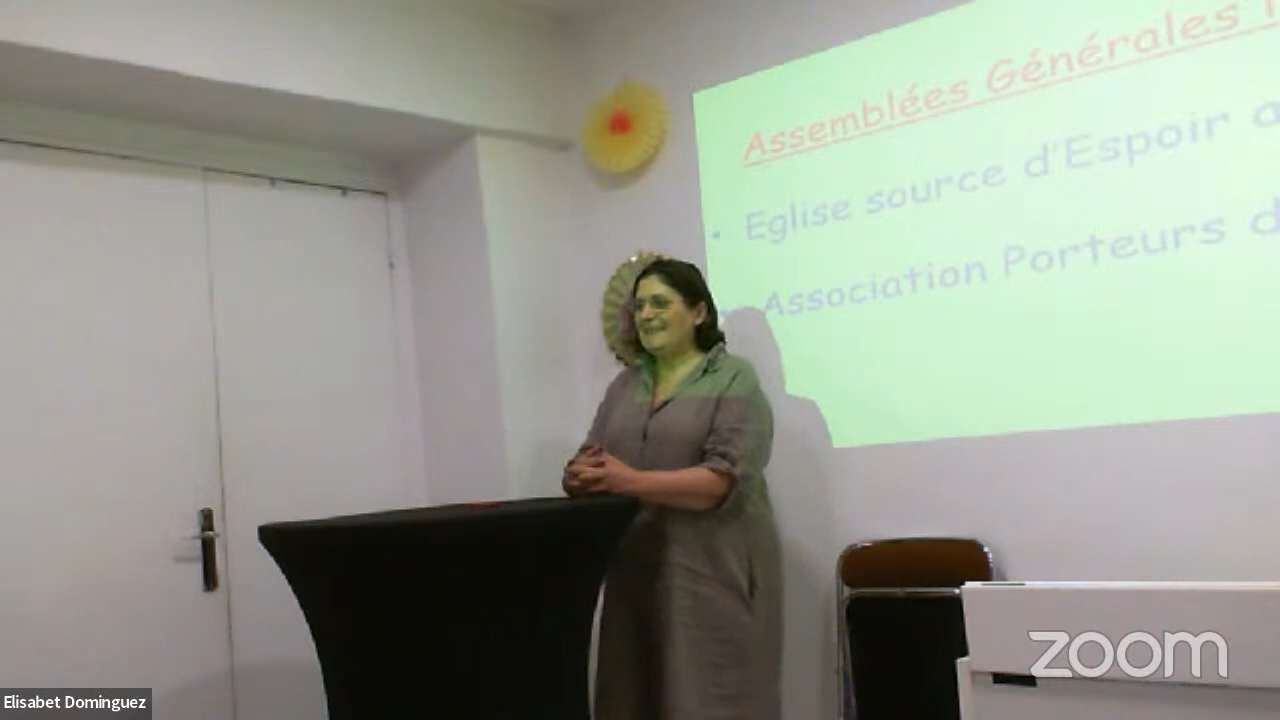 Assemblées Générales
• Eglise source d'Espoir
Association Porteurs
Elisabet Dominguez
zoom